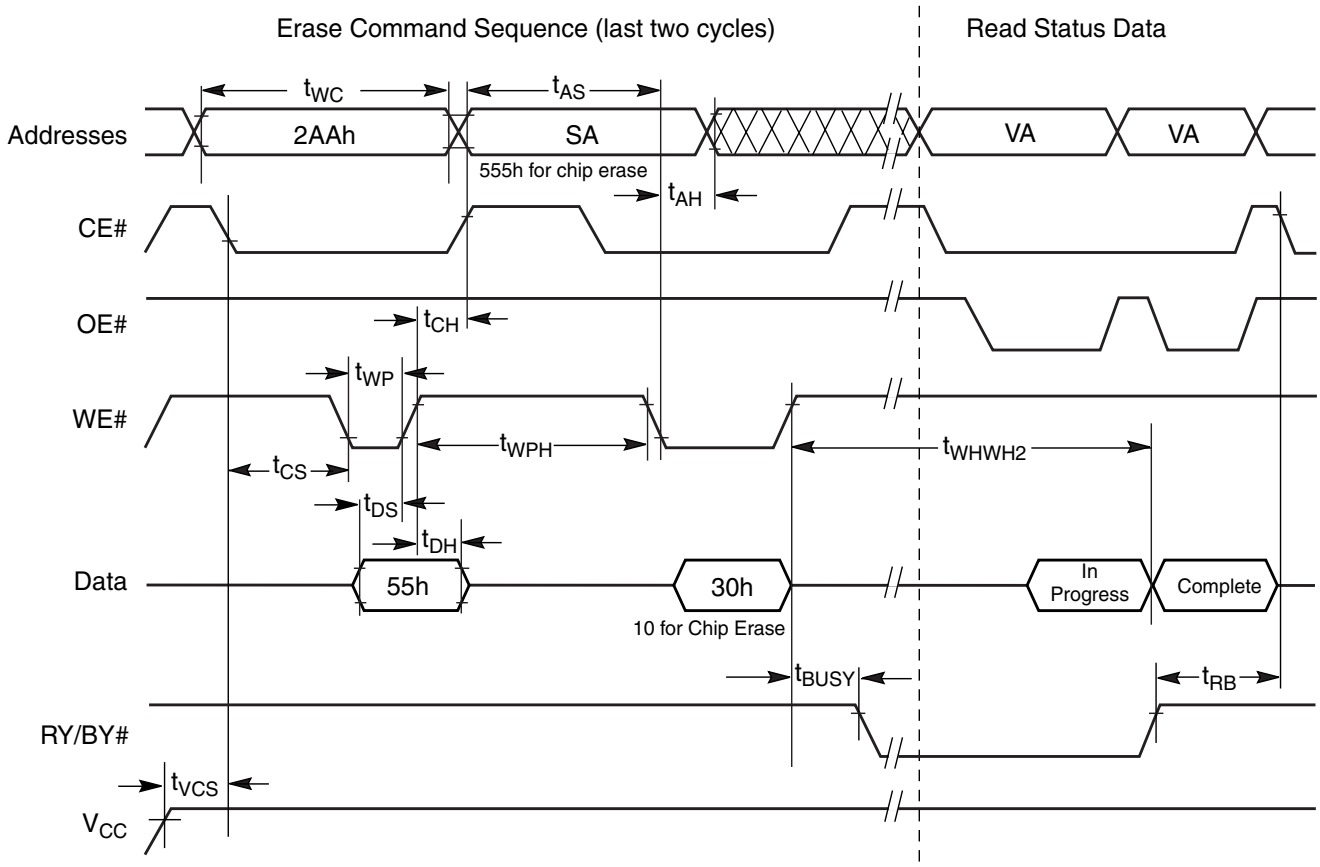 Erase Command Sequence (last two cycles) Read Status Data
tWC tAS
Addresses 2AAh SA VA VA
555h for chip erase
tAH
CE#
OE# tCH
tWP
WE#
tWPH tWHWH2
tCS
tDS
tDH
Data 55h 30h In Progress Complete
10 for Chip Erase
tBUSY tRB
RY/BY#
tVCS
VCC